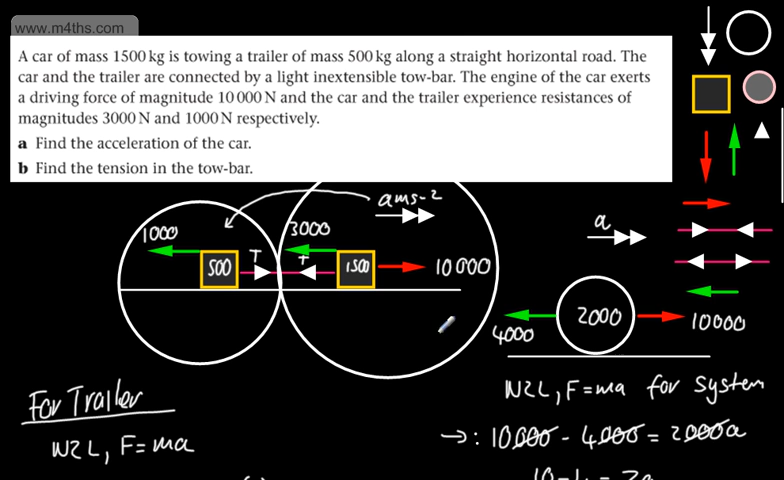 www.m4ths.com
A car of mass 1500 kg is towing a trailer of mass 500 kg along a straight horizontal road. The
car and the trailer are connected by a light inextensible tow-bar. The engine of the car exerts
a driving force of magnitude 10 000 N and the car and the trailer experience resistances of
magnitudes 3000 N and 1000 N respectively.
a Find the acceleration of the car.
b Find the tension in the tow-bar.
ams-2
1000
3000
500
T
T
1500
10000
a
4000
2000
10000
For Trailer
N2L, F=ma
N2L, F=ma for system
→: 10000 - 4000 = 2000a
10-4 = 2a